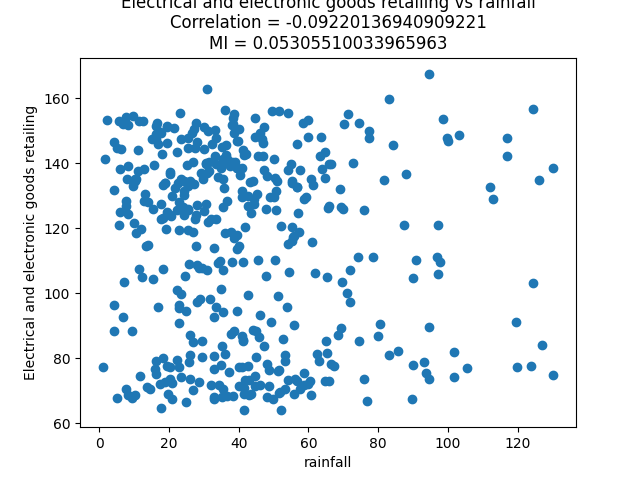 Electrical and electronic goods retailing vs rainfall
Correlation = -0.09220136940909221
MI = 0.05305510033965963
Electrical and electronic goods retailing
160
140
120
100
80
60
0 20 40 60 80 100 120
rainfall